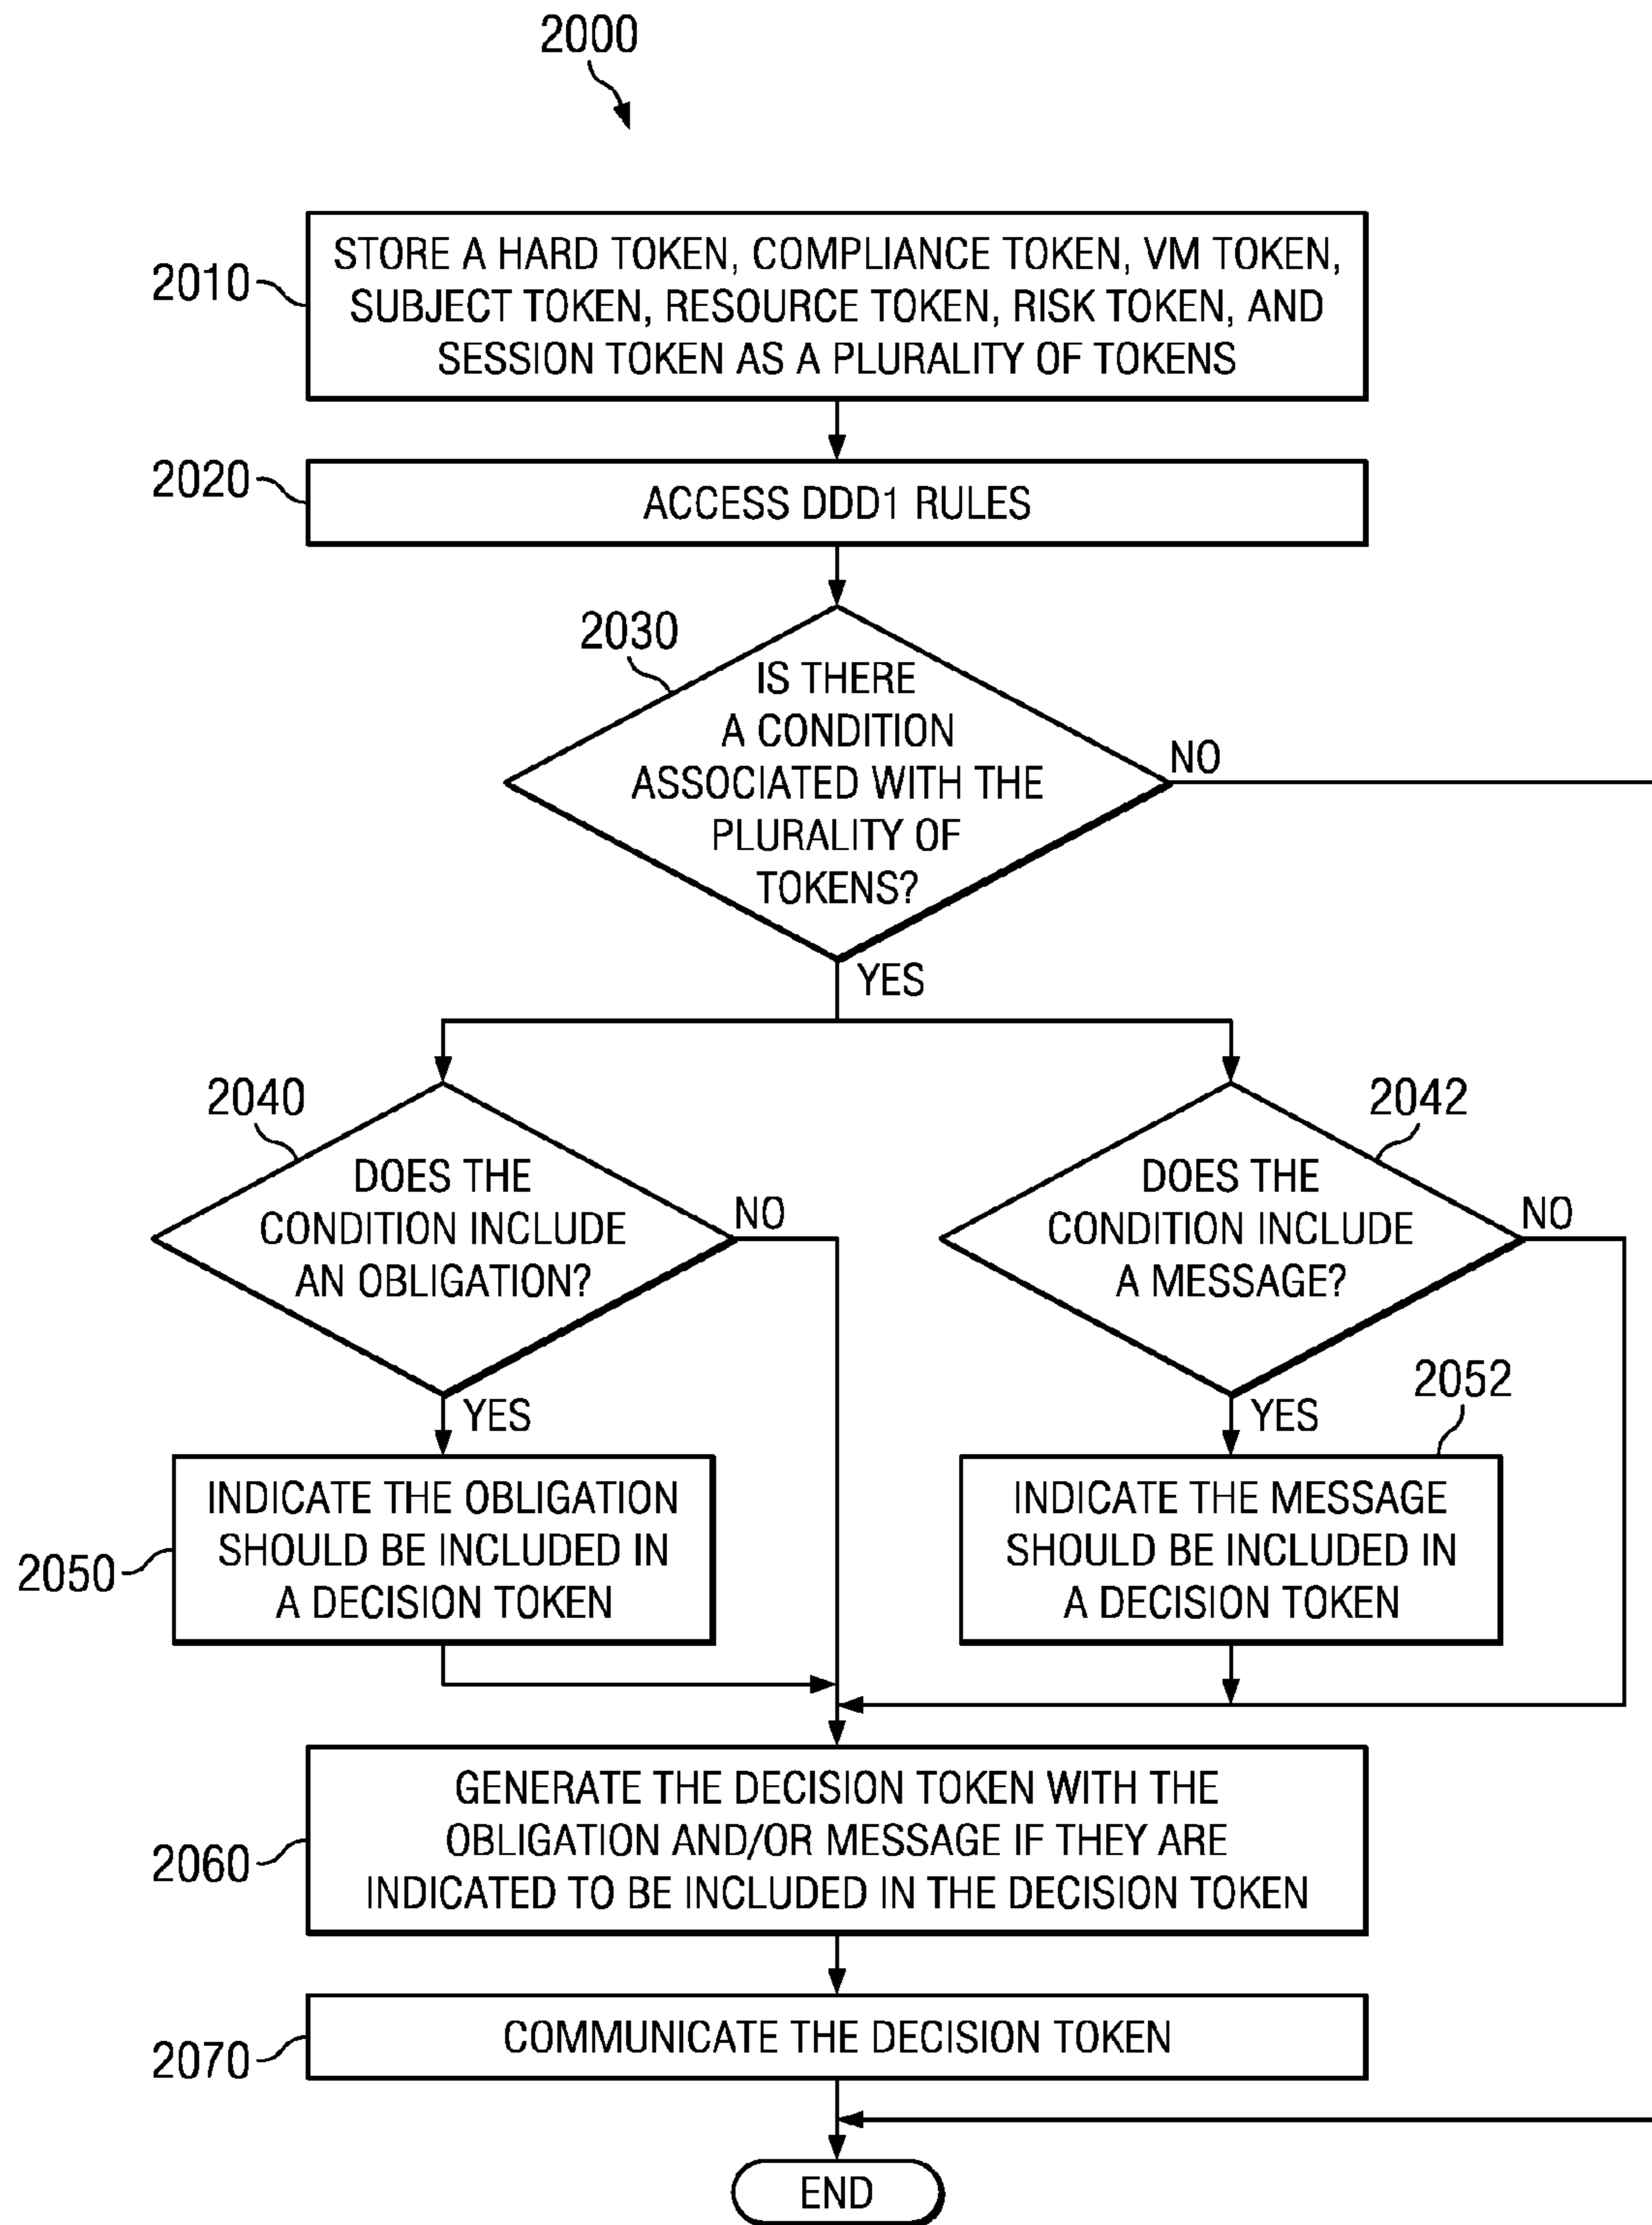 2000
2010
STORE A HARD TOKEN, COMPLIANCE TOKEN, VM TOKEN,
SUBJECT TOKEN, RESOURCE TOKEN, RISK TOKEN, AND
SESSION TOKEN AS A PLURALITY OF TOKENS
2020
ACCESS DDD1 RULES
2030
IS THERE
A CONDITION
ASSOCIATED WITH THE
PLURALITY OF
TOKENS?
NO
YES
2040
DOES THE
CONDITION INCLUDE
AN OBLIGATION?
NO
YES
2042
DOES THE
CONDITION INCLUDE
A MESSAGE?
NO
YES
2050
INDICATE THE OBLIGATION
SHOULD BE INCLUDED IN
A DECISION TOKEN
2052
INDICATE THE MESSAGE
SHOULD BE INCLUDED IN
A DECISION TOKEN
2060
GENERATE THE DECISION TOKEN WITH THE
OBLIGATION AND/OR MESSAGE IF THEY ARE
INDICATED TO BE INCLUDED IN THE DECISION TOKEN
2070
COMMUNICATE THE DECISION TOKEN
END